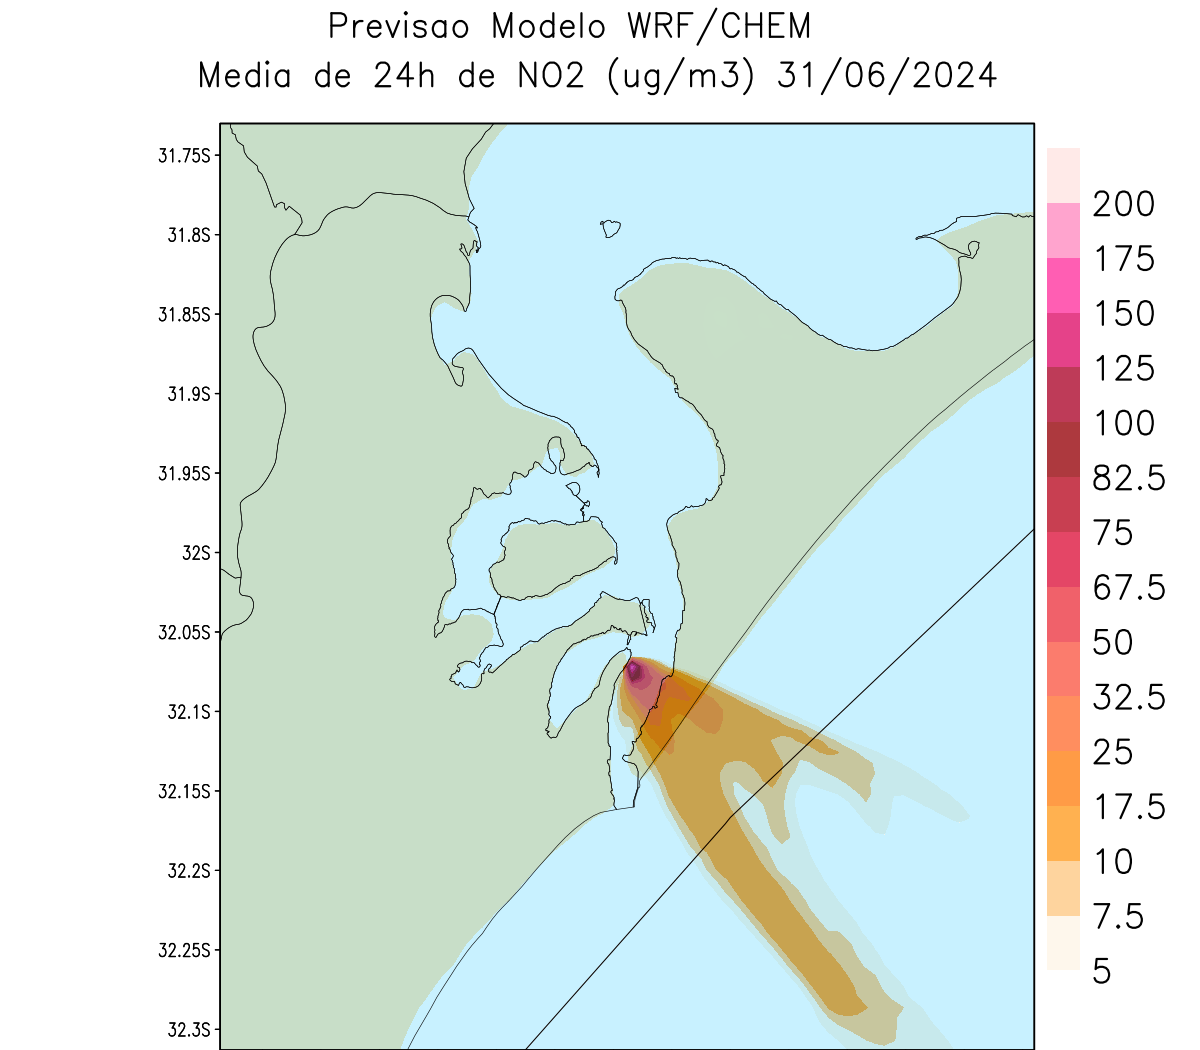 Previsao Modelo WRF/CHEM
Media de 24h de NO2 (ug/m3) 31/06/2024
31.75S
31.8S
31.85S
31.9S
31.95S
32S
32.05S
32.1S
32.15S
32.2S
32.25S
32.3S
200
175
150
125
100
82.5
75
67.5
50
32.5
25
17.5
10
7.5
5